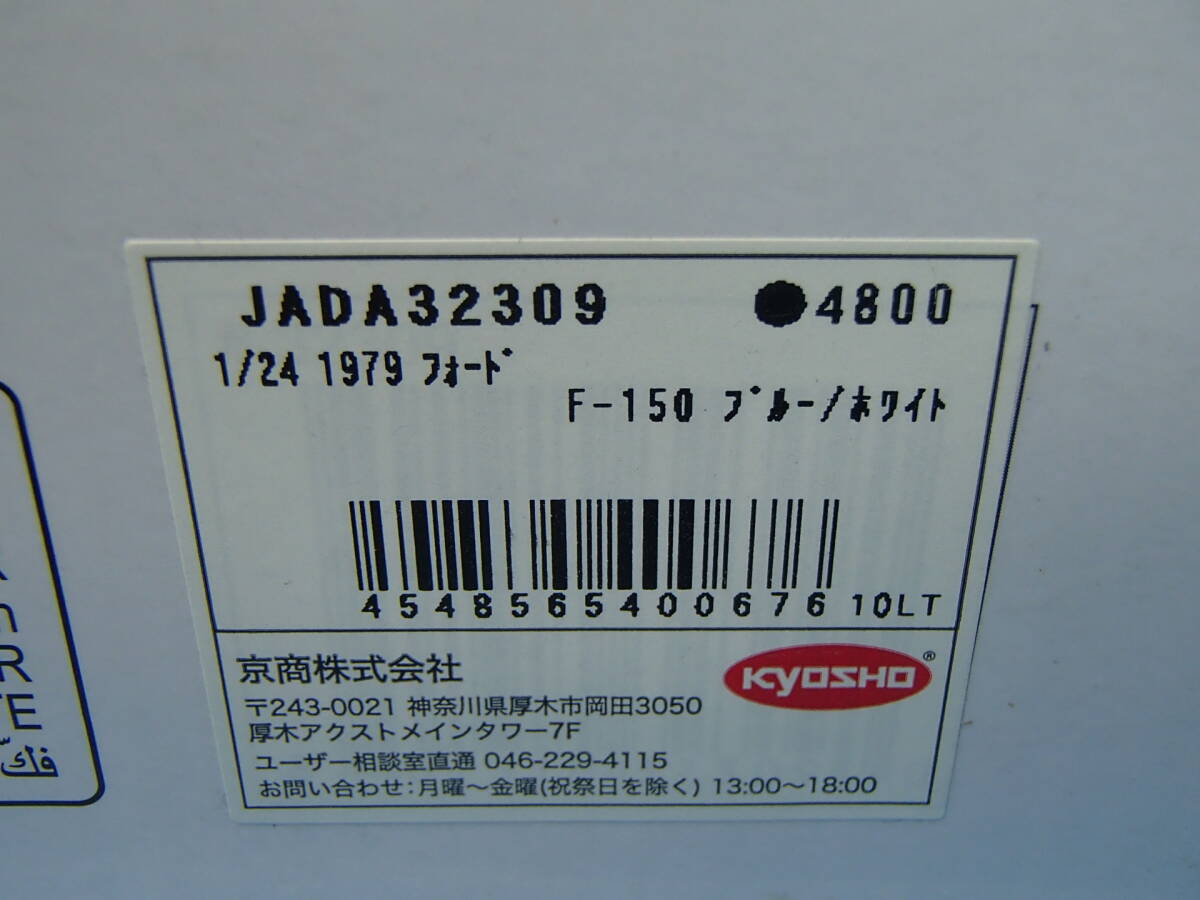 JADA32309 ●4800
1/24 1979 フォード
F-150 ブルー/ホワイト
4548565400676 10LT
京商株式会社
KYOSHO®
〒243-0021 神奈川県厚木市岡田3050
厚木アクストメインタワー7F
ユーザー相談室直通 046-229-4115
お問い合わせ:月曜〜金曜(祝祭日を除く) 13:00〜18:00
R
TE